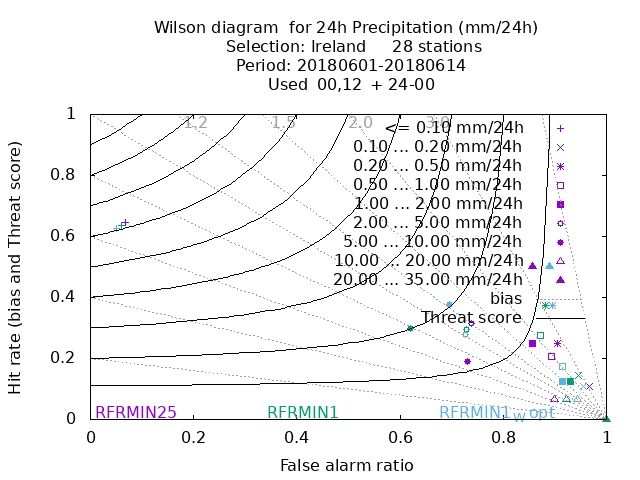 Wilson diagram  for 24h Precipitation (mm/24h)
Selection: Ireland     28 stations
Period: 20180601-20180614
Used  00,12  + 24-00
Hit rate (bias and Threat score)
1
0.8
0.6
0.4
0.2
0
1.2
1.5
2.0
3.0
<= 0.10 mm/24h
0.10 ... 0.20 mm/24h
0.20 ... 0.50 mm/24h
0.50 ... 1.00 mm/24h
1.00 ... 2.00 mm/24h
2.00 ... 5.00 mm/24h
5.00 ... 10.00 mm/24h
10.00 ... 20.00 mm/24h
20.00 ... 35.00 mm/24h
bias
Threat score
RFRMIN25 RFRMIN1 RFRMIN1w opt
0 0.2 0.4 0.6 0.8 1
False alarm ratio